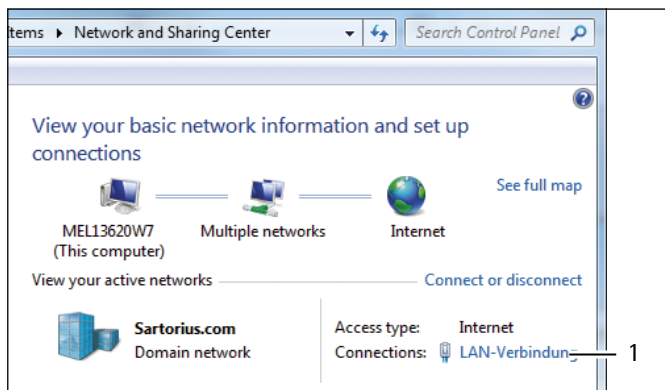 tems ▸ Network and Sharing Center
Search Control Panel
View your basic network information and set up
connections
See full map
MEL13620W7
(This computer)
Multiple networks
Internet
View your active networks
Connect or disconnect
Sartorius.com
Domain network
Access type: Internet
Connections: LAN-Verbindung
1